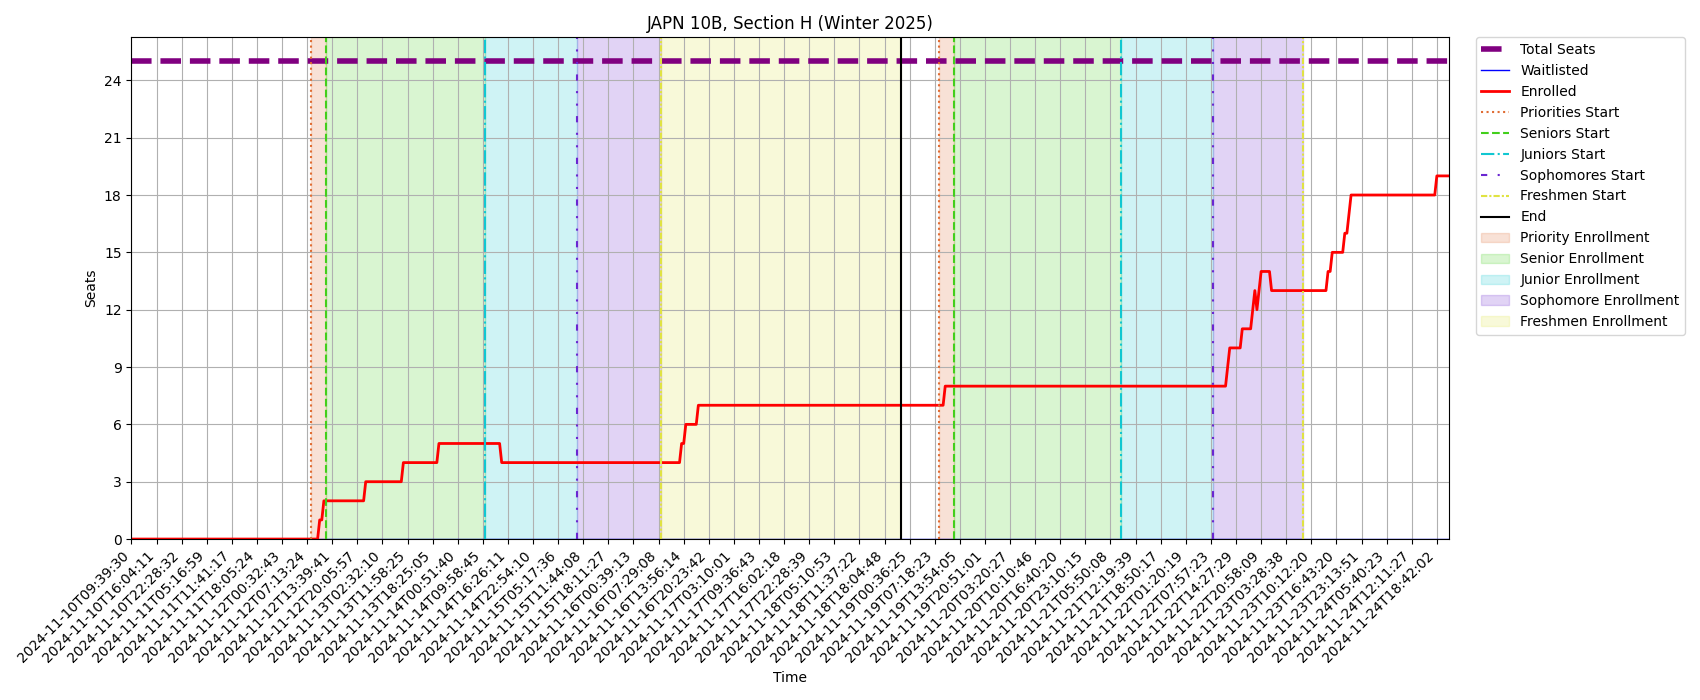 JAPN 10B, Section H (Winter 2025)
Seats
24
21
18
15
12
9
6
3
0
2024-11-10T09:39:30
2024-11-10T16:04:11
2024-11-10T22:28:32
2024-11-11T05:16:59
2024-11-11T11:41:17
2024-11-11T18:05:24
2024-11-12T00:32:43
2024-11-12T07:13:24
2024-11-12T13:39:41
2024-11-12T20:05:57
2024-11-13T02:32:10
2024-11-13T11:58:25
2024-11-13T18:25:05
2024-11-14T00:51:40
2024-11-14T09:58:45
2024-11-14T16:26:11
2024-11-14T22:54:10
2024-11-15T05:17:36
2024-11-15T11:44:08
2024-11-15T18:11:27
2024-11-16T00:39:13
2024-11-16T07:29:08
2024-11-16T13:56:14
2024-11-16T20:23:42
2024-11-17T03:10:01
2024-11-17T09:36:43
2024-11-17T16:02:18
2024-11-17T22:28:39
2024-11-18T05:10:53
2024-11-18T11:37:22
2024-11-18T18:04:48
2024-11-19T00:36:25
2024-11-19T07:18:23
2024-11-19T13:54:05
2024-11-19T20:51:01
2024-11-20T03:20:27
2024-11-20T10:10:46
2024-11-20T16:40:20
2024-11-20T23:10:15
2024-11-21T05:50:08
2024-11-21T12:19:39
2024-11-21T18:50:17
2024-11-22T01:20:19
2024-11-22T07:57:23
2024-11-22T14:27:29
2024-11-22T20:58:09
2024-11-23T03:28:38
2024-11-23T10:12:20
2024-11-23T16:43:20
2024-11-23T23:13:51
2024-11-24T05:40:23
2024-11-24T12:11:27
2024-11-24T18:42:02
Time
Total Seats
Waitlisted
Enrolled
Priorities Start
Seniors Start
Juniors Start
Sophomores Start
Freshmen Start
End
Priority Enrollment
Senior Enrollment
Junior Enrollment
Sophomore Enrollment
Freshmen Enrollment